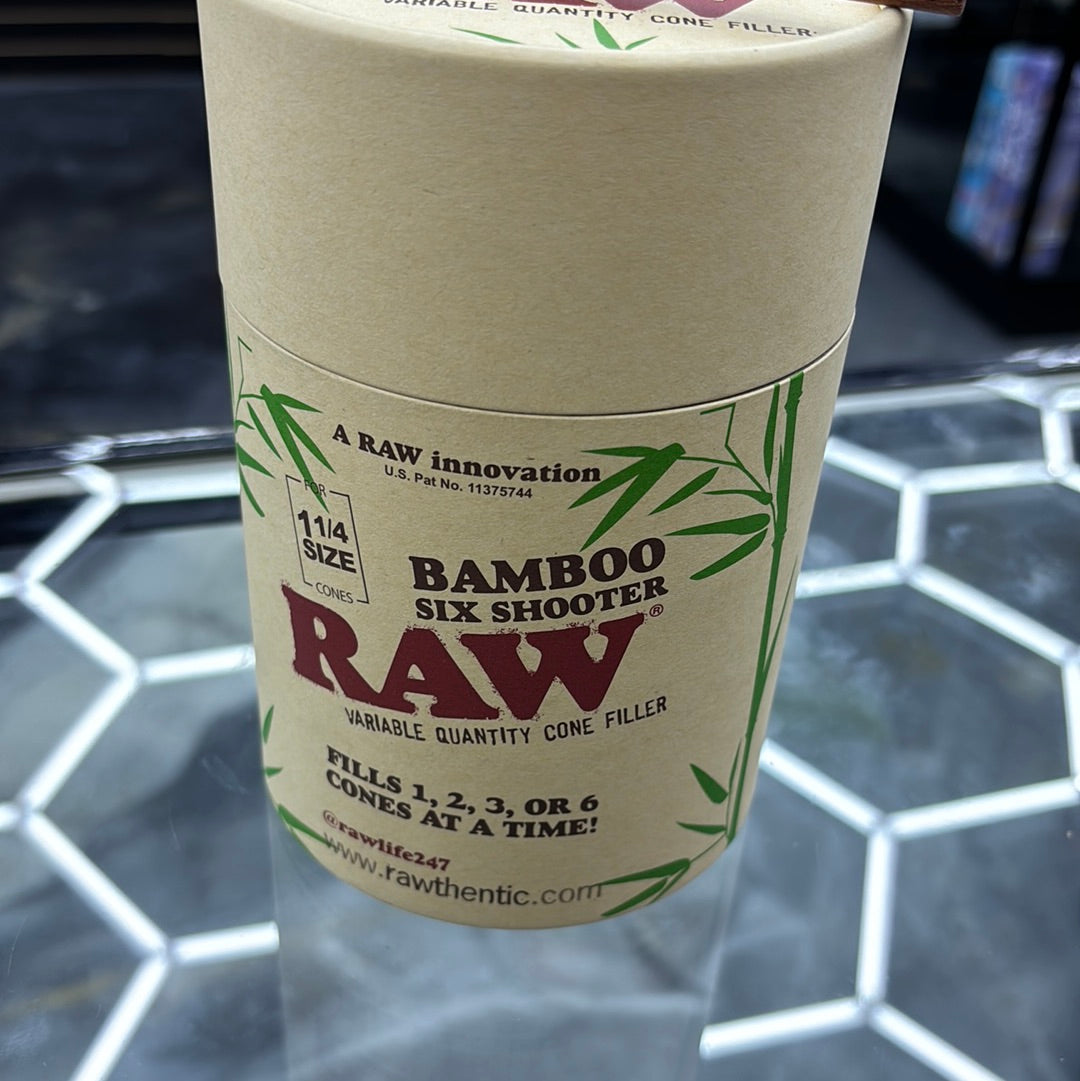 VARIABLE QUANTITY CONE FILLER
A RAW innovation
U.S. Pat No. 11375744
FOR
1 1/4
SIZE
CONES
BAMBOO
SIX SHOOTER
RAW®
VARIABLE QUANTITY CONE FILLER
FILLS 1, 2, 3, OR 6
CONES AT A TIME!
@rawlife247
www.rawthentic.com